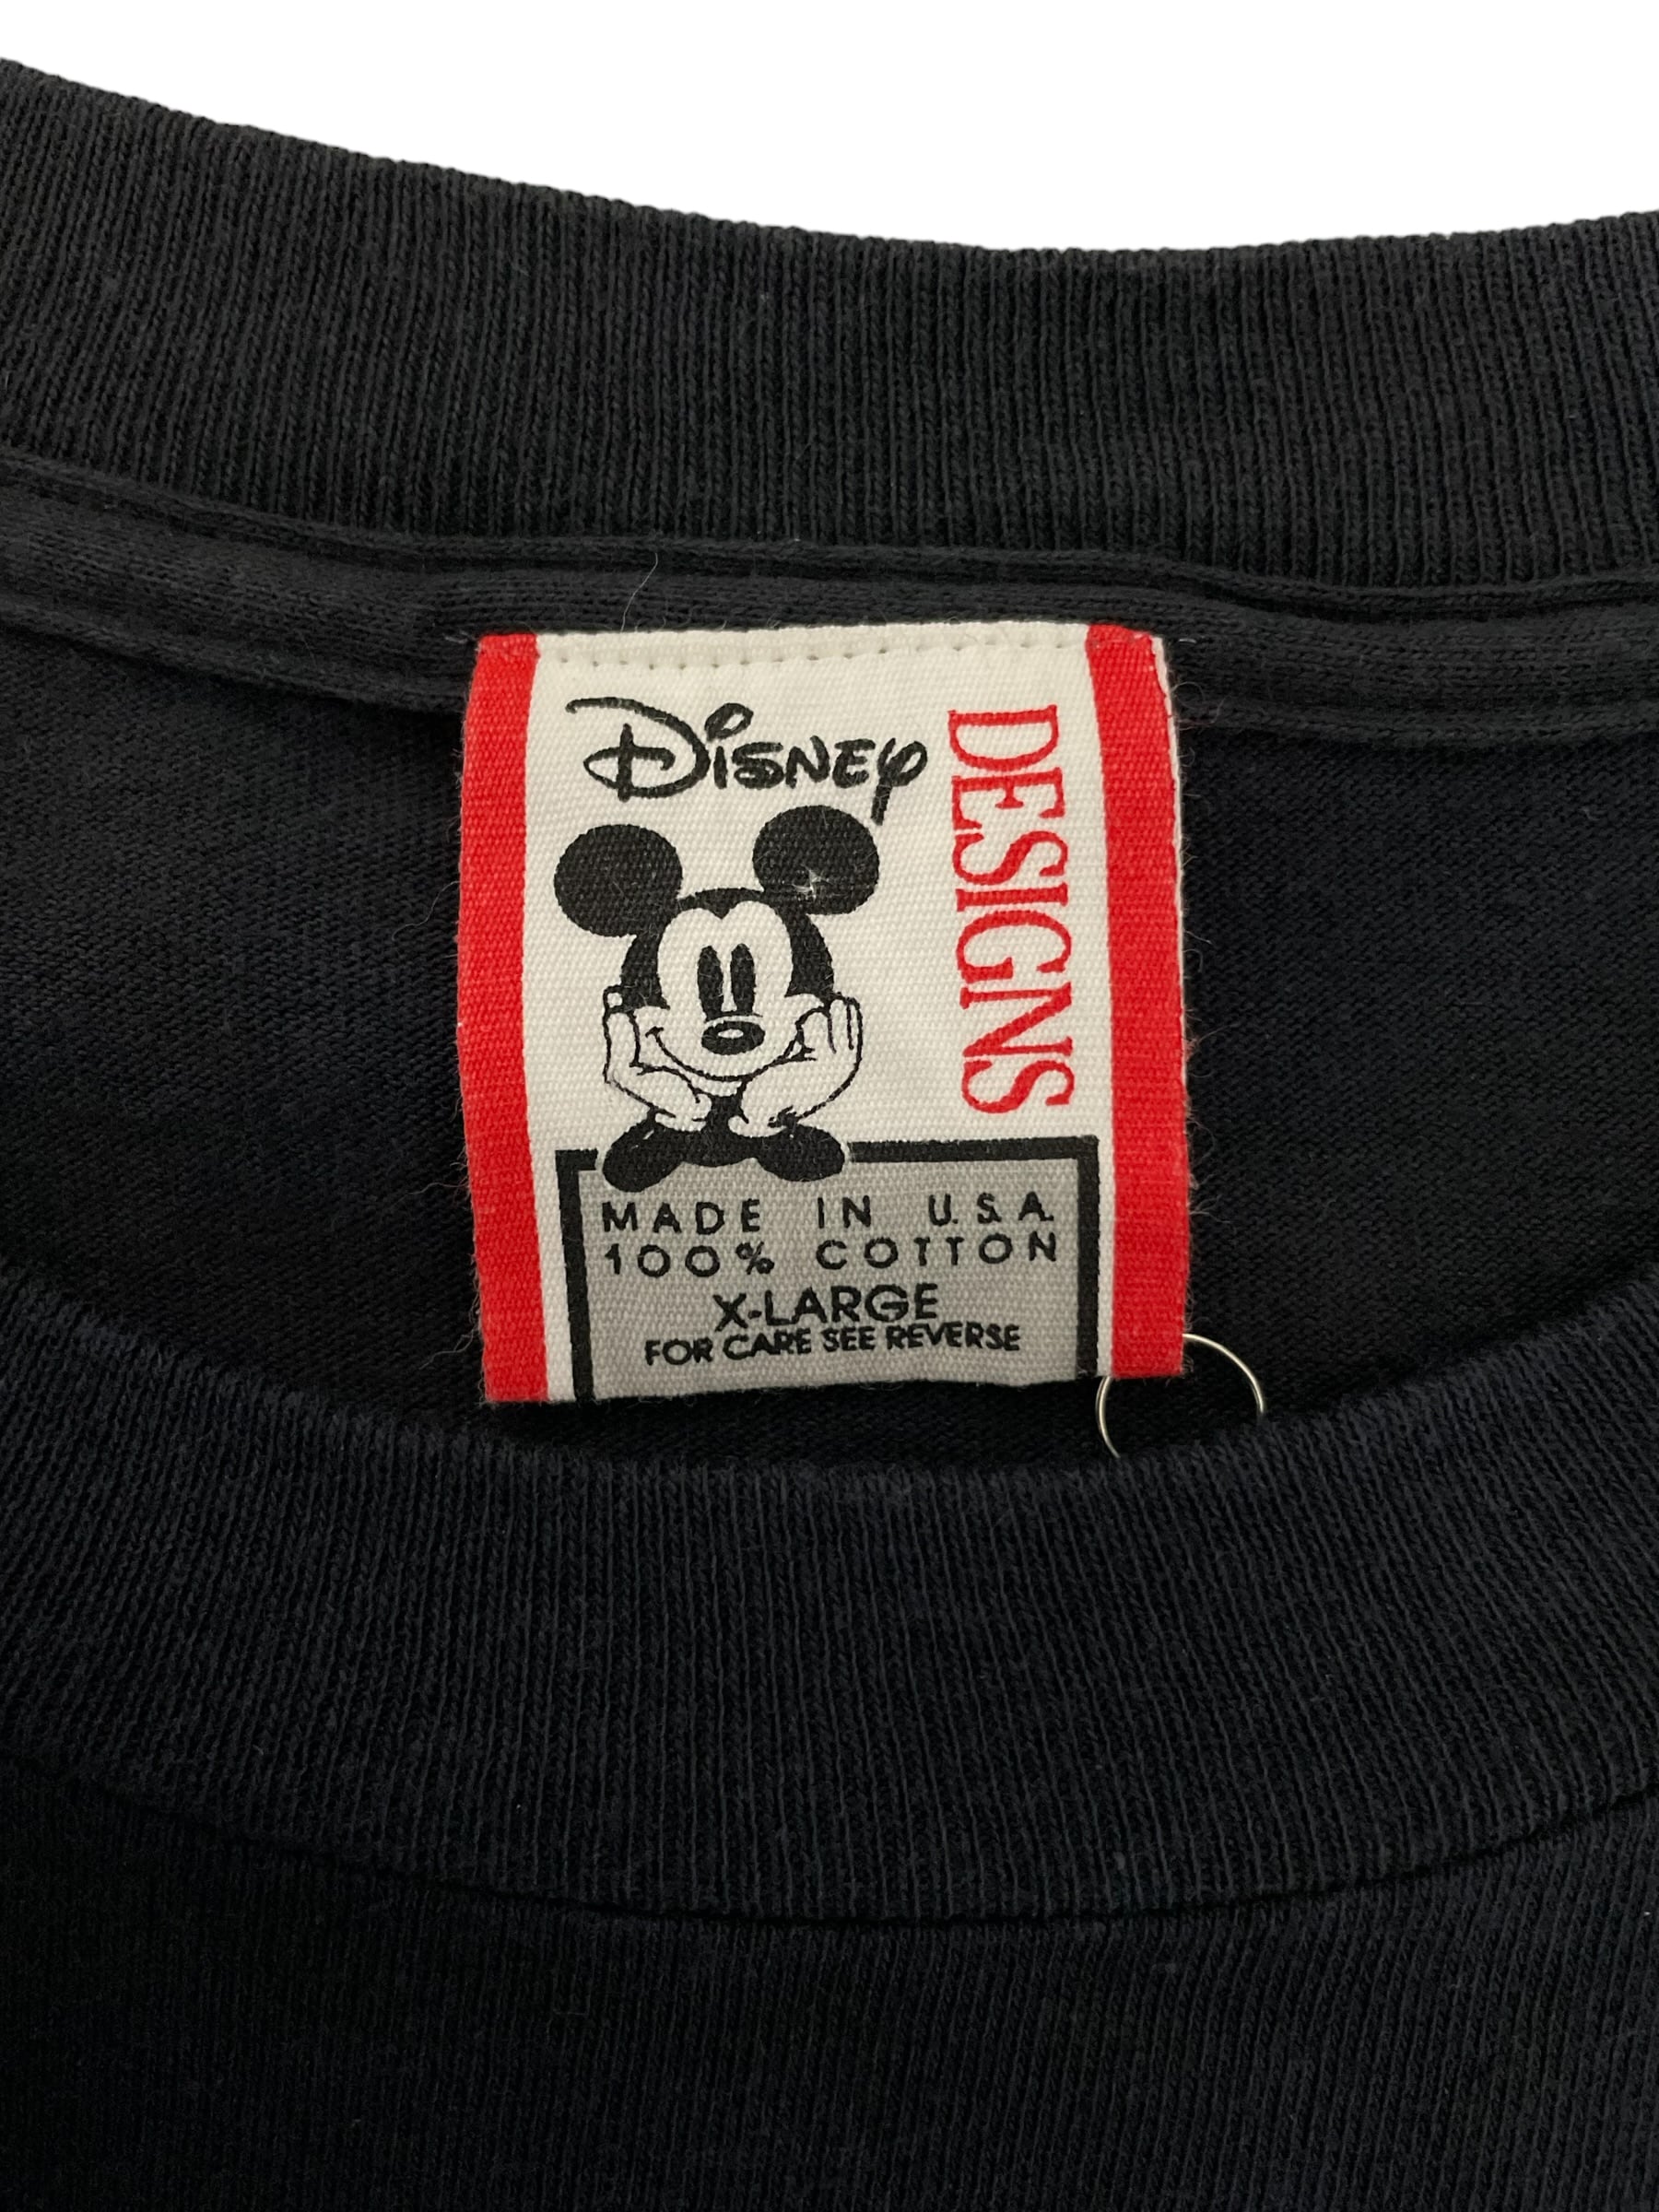 Disney
DESIGNS
MADE IN U.S.A.
100% COTTON
X-LARGE
FOR CARE SEE REVERSE